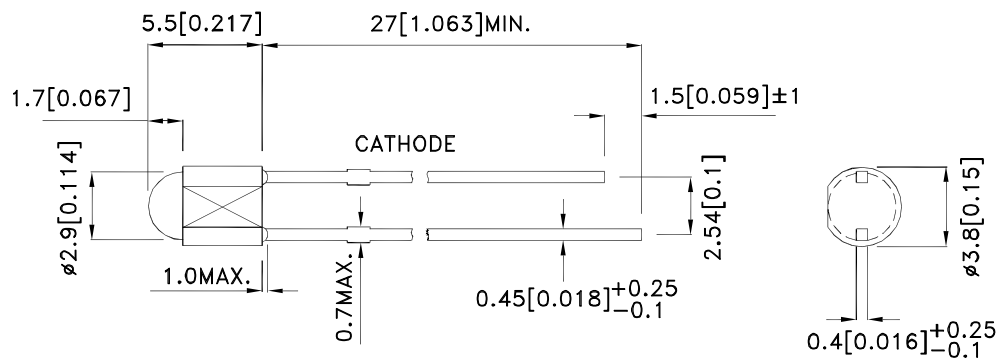 5.5[0.217]
27[1.063]MIN.
1.7[0.067]
1.5[0.059]±1
CATHODE
ø2.9[0.114]
2.54[0.1]
ø3.8[0.15]
1.0MAX.
0.7MAX.
0.45[0.018]+0.25
−0.1
0.4[0.016]+0.25
−0.1